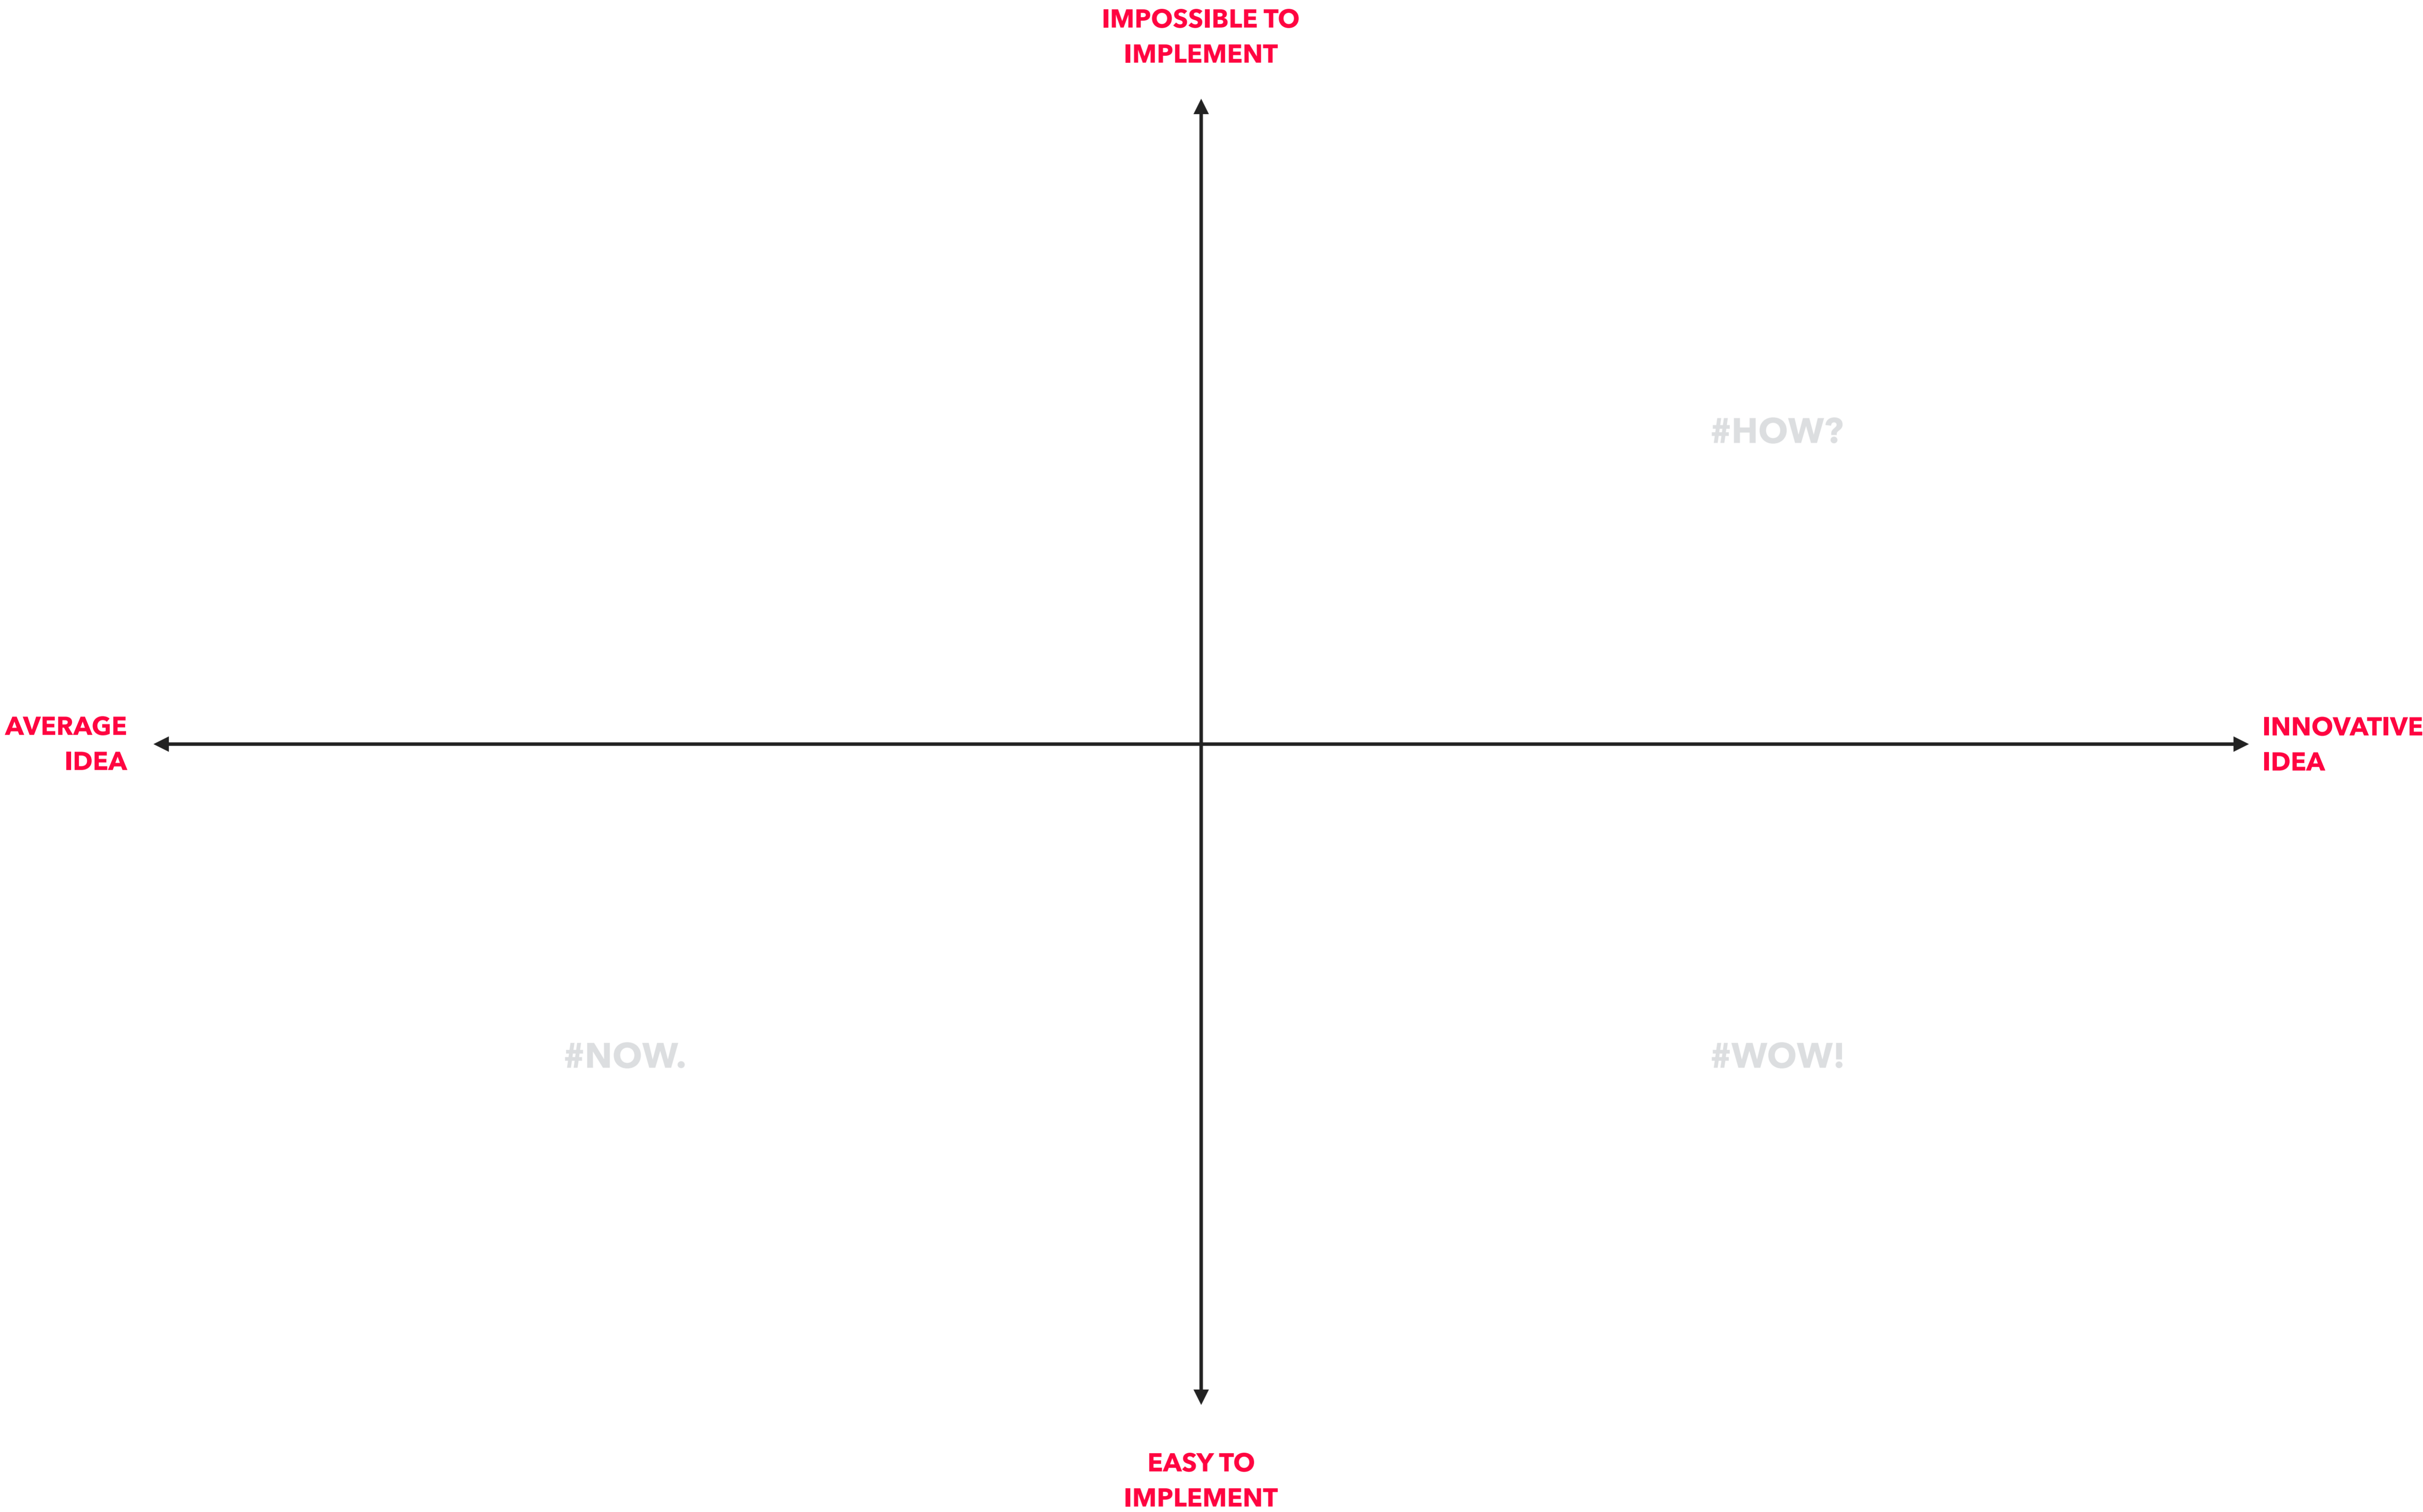 IMPOSSIBLE TO
IMPLEMENT
#HOW?
AVERAGE
IDEA
INNOVATIVE
IDEA
#NOW.
#WOW!
EASY TO
IMPLEMENT